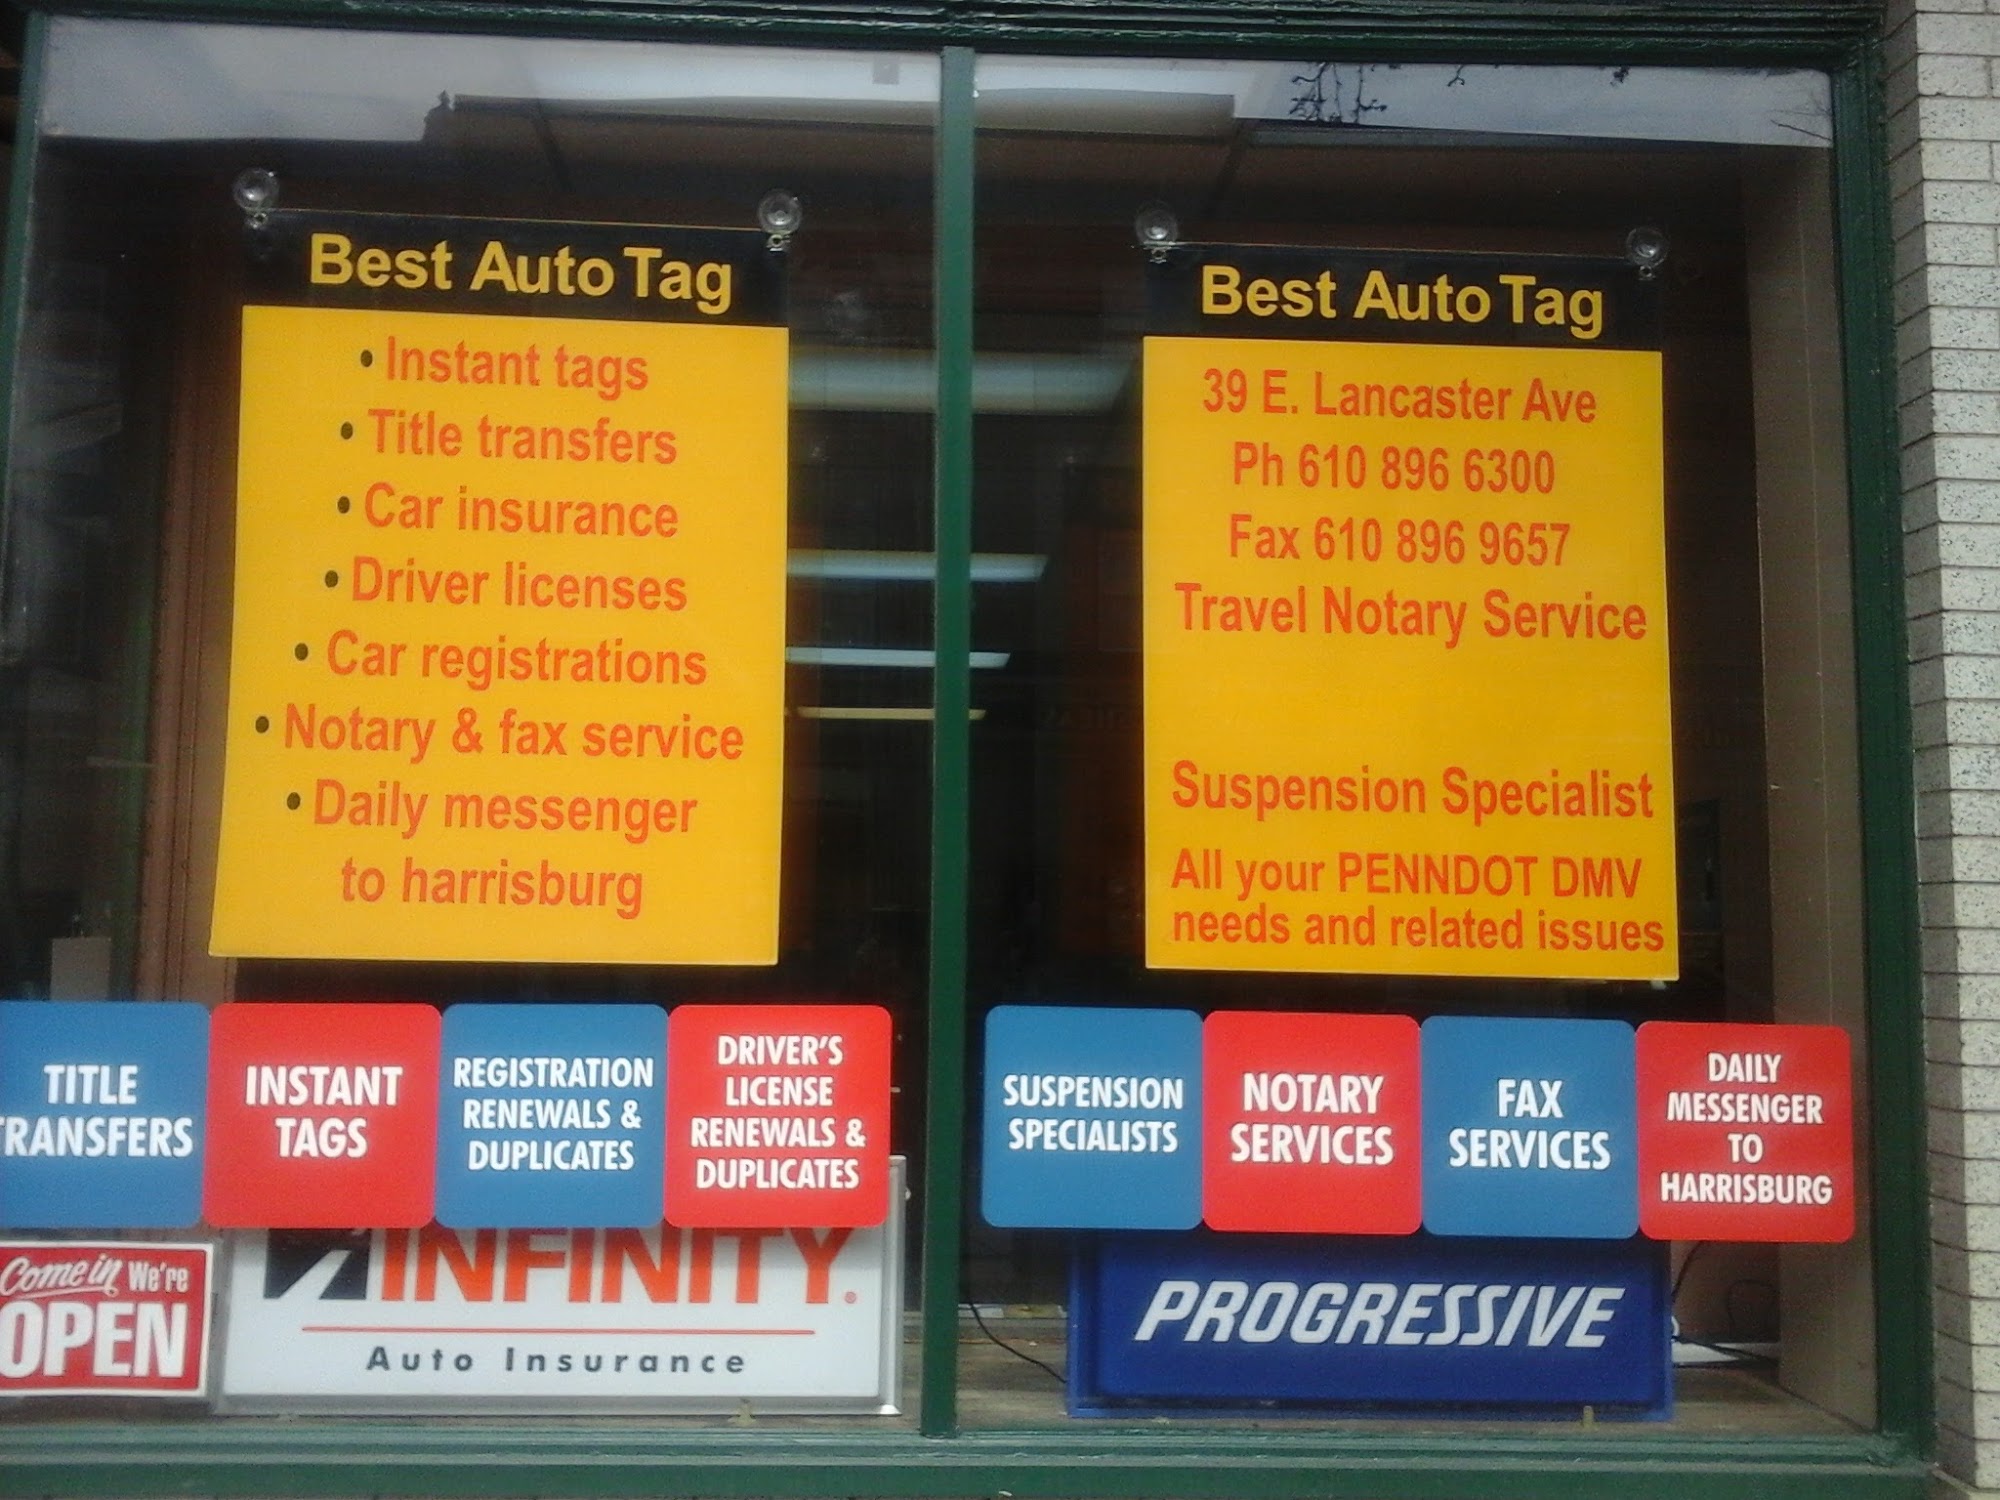 Best Auto Tag
• Instant tags
• Title transfers
• Car insurance
• Driver licenses
• Car registrations
• Notary & fax service
• Daily messenger
to harrisburg
Best Auto Tag
39 E. Lancaster Ave
Ph 610 896 6300
Fax 610 896 9657
Travel Notary Service
Suspension Specialist
All your PENNDOT DMV
needs and related issues
TITLE
TRANSFERS
INSTANT
TAGS
REGISTRATION
RENEWALS &
DUPLICATES
DRIVER'S
LICENSE
RENEWALS &
DUPLICATES
SUSPENSION
SPECIALISTS
NOTARY
SERVICES
FAX
SERVICES
DAILY
MESSENGER
TO
HARRISBURG
Come in We're
OPEN
INFINITY.
Auto Insurance
PROGRESSIVE